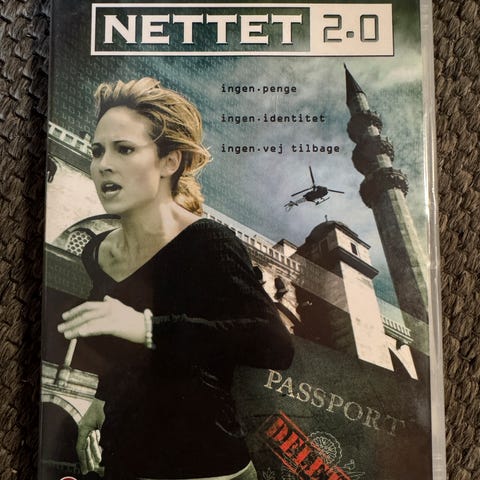 NETTET 2.0
ingen.penge
ingen.identitet
ingen.vej tilbage
PASSPORT